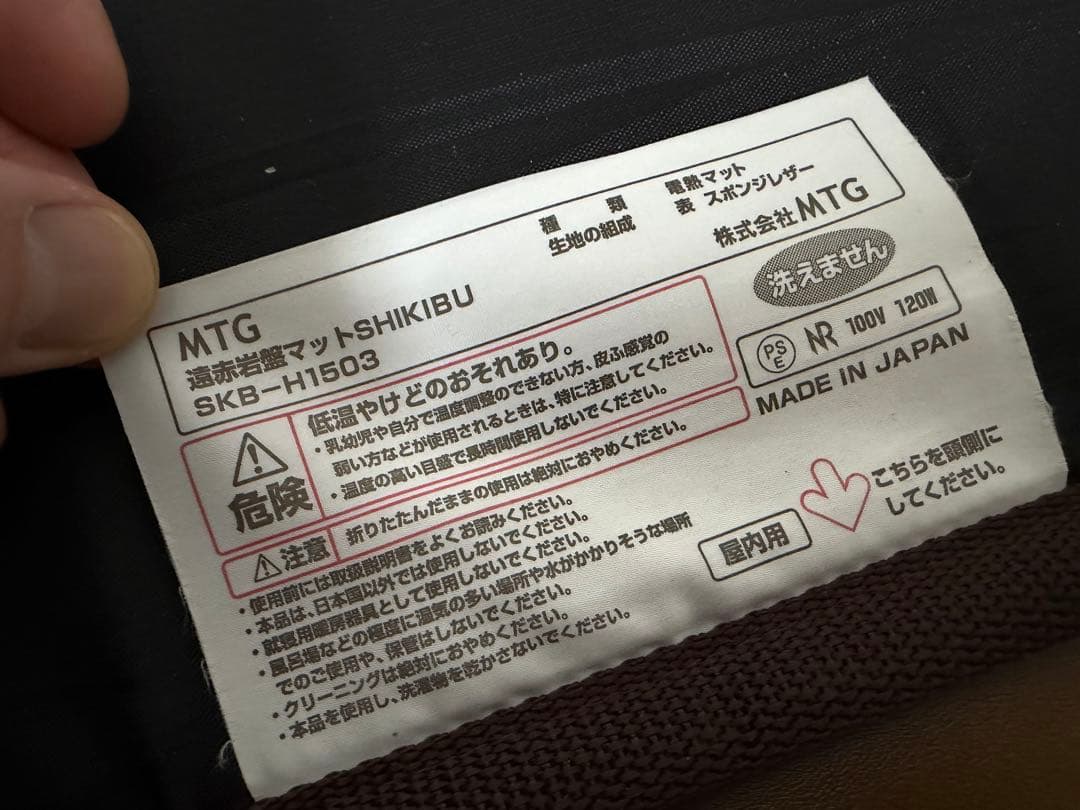 MTG
遠赤岩盤マットSHIKIBU
SKB-H1503
種類 電熱マット
生地の組成 表 スポンジレザー
株式会社MTG
危険
低温やけどのおそれあり。
・乳幼児や自分で温度調整のできない方、皮ふ感覚の
弱い方などが使用されるときは、特に注意してください。
・温度の高い目盛で長時間使用しないでください。
注意
折りたたんだままの使用は絶対におやめください。
・使用前には取扱説明書をよくお読みください。
・本品は、日本国以外では使用しないでください。
・就寝用暖房器具として使用しないでください。
・風呂場などの極度に湿気の多い場所や水がかかりそうな場所
でのご使用や、保管はしないでください。
・クリーニングは絶対におやめください。
・本品を使用し、洗濯物を乾かさないでください。
洗えません
PSE NR 100V 120W
MADE IN JAPAN
屋内用
こちらを頭側に
してください。